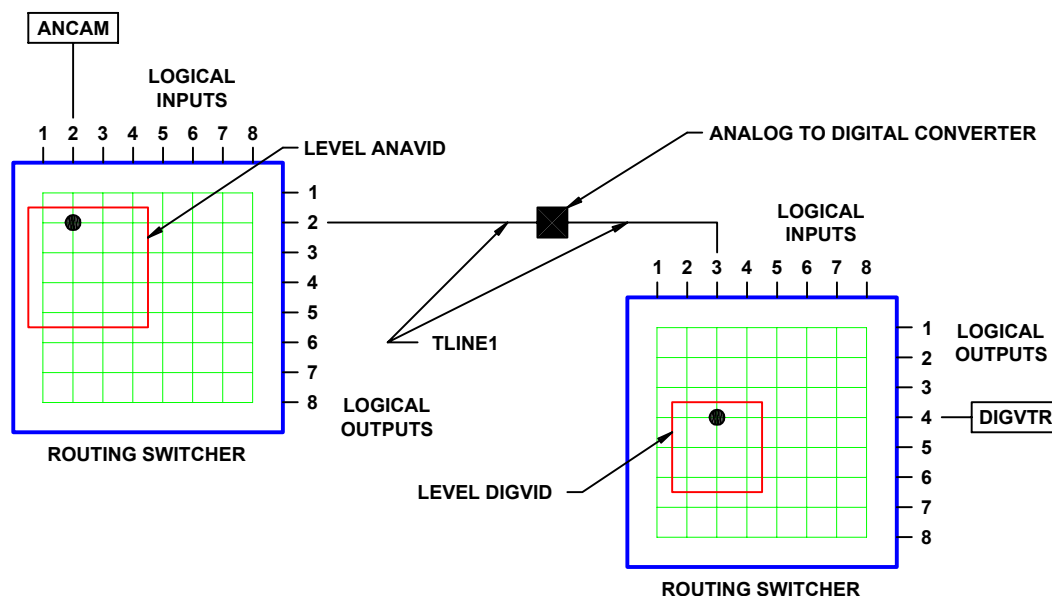 ANCAM
LOGICAL
INPUTS
1 2 3 4 5 6 7 8
LEVEL ANAVID
1
2
3
4
5
6
7
8
LOGICAL
OUTPUTS
ROUTING SWITCHER
ANALOG TO DIGITAL CONVERTER
TLINE1
LOGICAL
INPUTS
1 2 3 4 5 6 7 8
1
2
3
4
5
6
7
8
LOGICAL
OUTPUTS
DIGVTR
LEVEL DIGVID
ROUTING SWITCHER